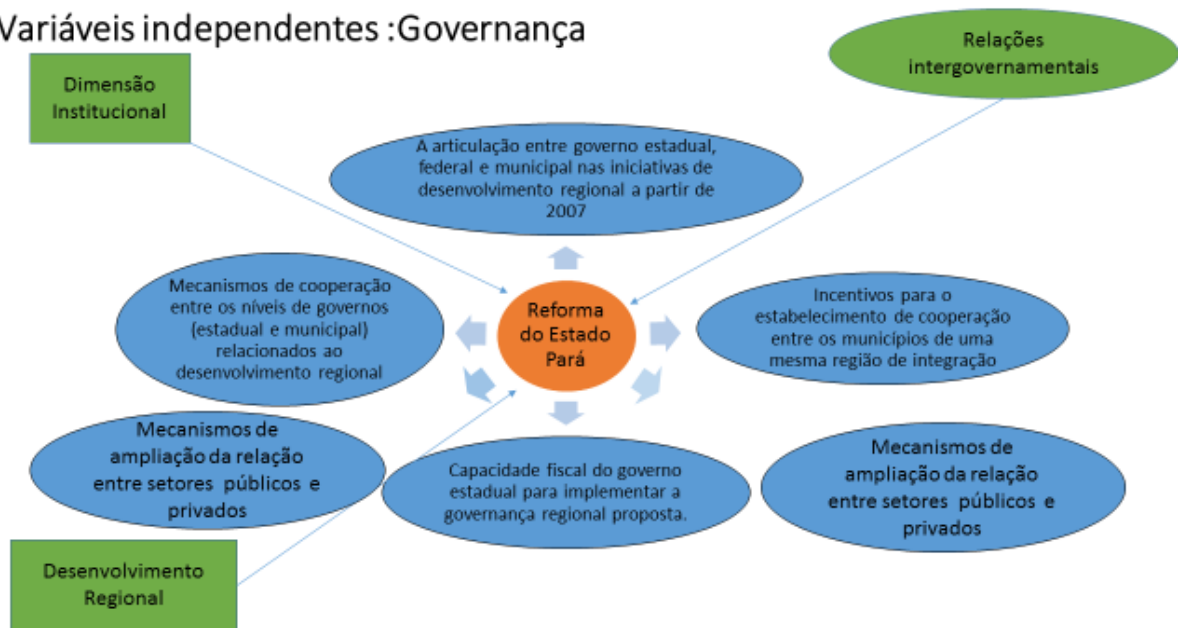 Variáveis independentes :Governança
Relações
intergovernamentais
Dimensão
Institucional
A articulação entre governo estadual,
federal e municipal nas iniciativas de
desenvolvimento regional a partir de
2007
Mecanismos de cooperação
entre os níveis de governos
(estadual e municipal)
relacionados ao
desenvolvimento regional
Reforma
do Estado
Pará
Incentivos para o
estabelecimento de cooperação
entre os municípios de uma
mesma região de integração
Mecanismos de
ampliação da relação
entre setores públicos e
privados
Capacidade fiscal do governo
estadual para implementar a
governança regional proposta.
Mecanismos de
ampliação da relação
entre setores públicos e
privados
Desenvolvimento
Regional